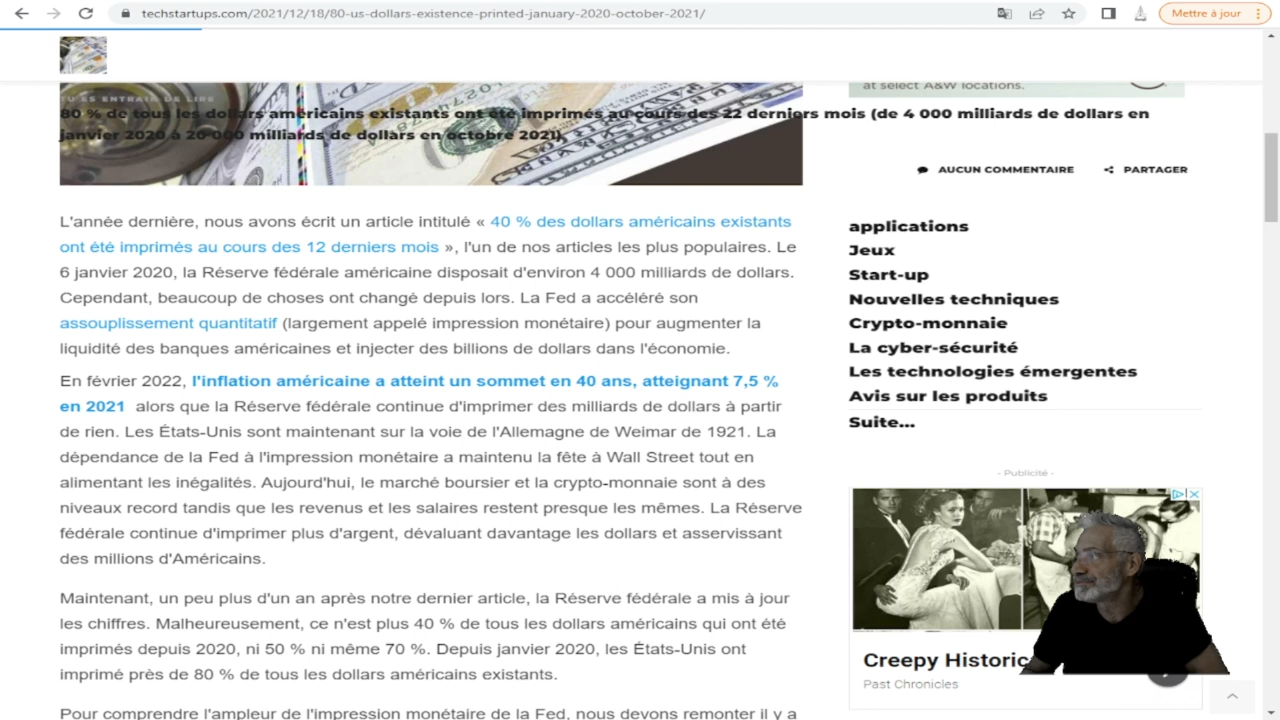 techstartups.com/2021/12/18/80-us-dollars-existence-printed-january-2020-october-2021/
Mettre à jour
at select A&W locations.
TU ES ENTRAIN DE LIRE
80 % de tous les dollars américains existants ont été imprimés au cours des 22 derniers mois (de 4 000 milliards de dollars en
janvier 2020 à 20 000 milliards de dollars en octobre 2021)
AUCUN COMMENTAIRE
PARTAGER
L'année dernière, nous avons écrit un article intitulé « 40 % des dollars américains existants
ont été imprimés au cours des 12 derniers mois », l'un de nos articles les plus populaires. Le
6 janvier 2020, la Réserve fédérale américaine disposait d'environ 4 000 milliards de dollars.
Cependant, beaucoup de choses ont changé depuis lors. La Fed a accéléré son
assouplissement quantitatif (largement appelé impression monétaire) pour augmenter la
liquidité des banques américaines et injecter des billions de dollars dans l'économie.
En février 2022, l'inflation américaine a atteint un sommet en 40 ans, atteignant 7,5 %
en 2021 alors que la Réserve fédérale continue d'imprimer des milliards de dollars à partir
de rien. Les États-Unis sont maintenant sur la voie de l'Allemagne de Weimar de 1921. La
dépendance de la Fed à l'impression monétaire a maintenu la fête à Wall Street tout en
alimentant les inégalités. Aujourd'hui, le marché boursier et la crypto-monnaie sont à des
niveaux record tandis que les revenus et les salaires restent presque les mêmes. La Réserve
fédérale continue d'imprimer plus d'argent, dévaluant davantage les dollars et asservissant
des millions d'Américains.
Maintenant, un peu plus d'un an après notre dernier article, la Réserve fédérale a mis à jour
les chiffres. Malheureusement, ce n'est plus 40 % de tous les dollars américains qui ont été
imprimés depuis 2020, ni 50 % ni même 70 %. Depuis janvier 2020, les États-Unis ont
imprimé près de 80 % de tous les dollars américains existants.
Pour comprendre l'ampleur de l'impression monétaire de la Fed, nous devons remonter il y a
applications
Jeux
Start-up
Nouvelles techniques
Crypto-monnaie
La cyber-sécurité
Les technologies émergentes
Avis sur les produits
Suite...
- Publicité -
Creepy Historic
Past Chronicles